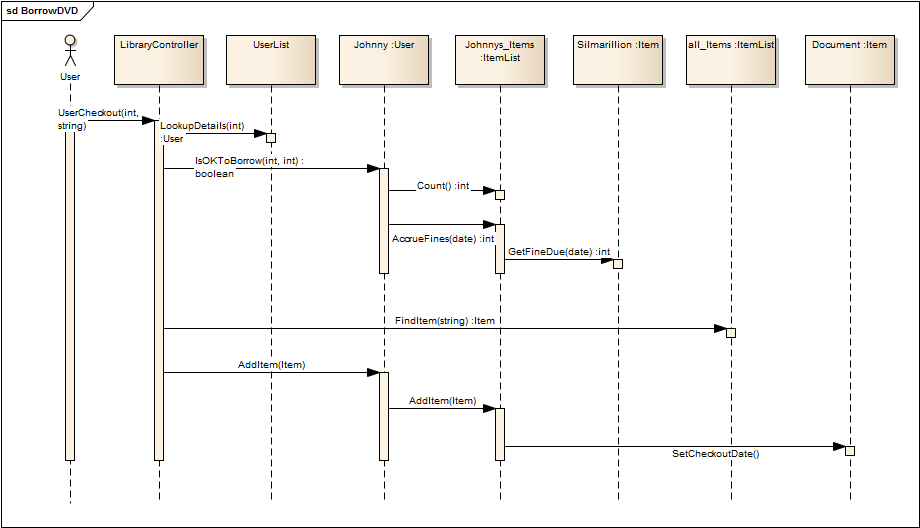 sd BorrowDVD
User
LibraryController
UserList
Johnny :User
Johnnys_Items
:ItemList
Silmarillion :Item
all_Items :ItemList
Document :Item
UserCheckout(int,
string)
LookupDetails(int)
:User
IsOKToBorrow(int, int) :
boolean
Count() :int
AccrueFines(date) :int
GetFineDue(date) :int
FindItem(string) :Item
AddItem(Item)
AddItem(Item)
SetCheckoutDate()